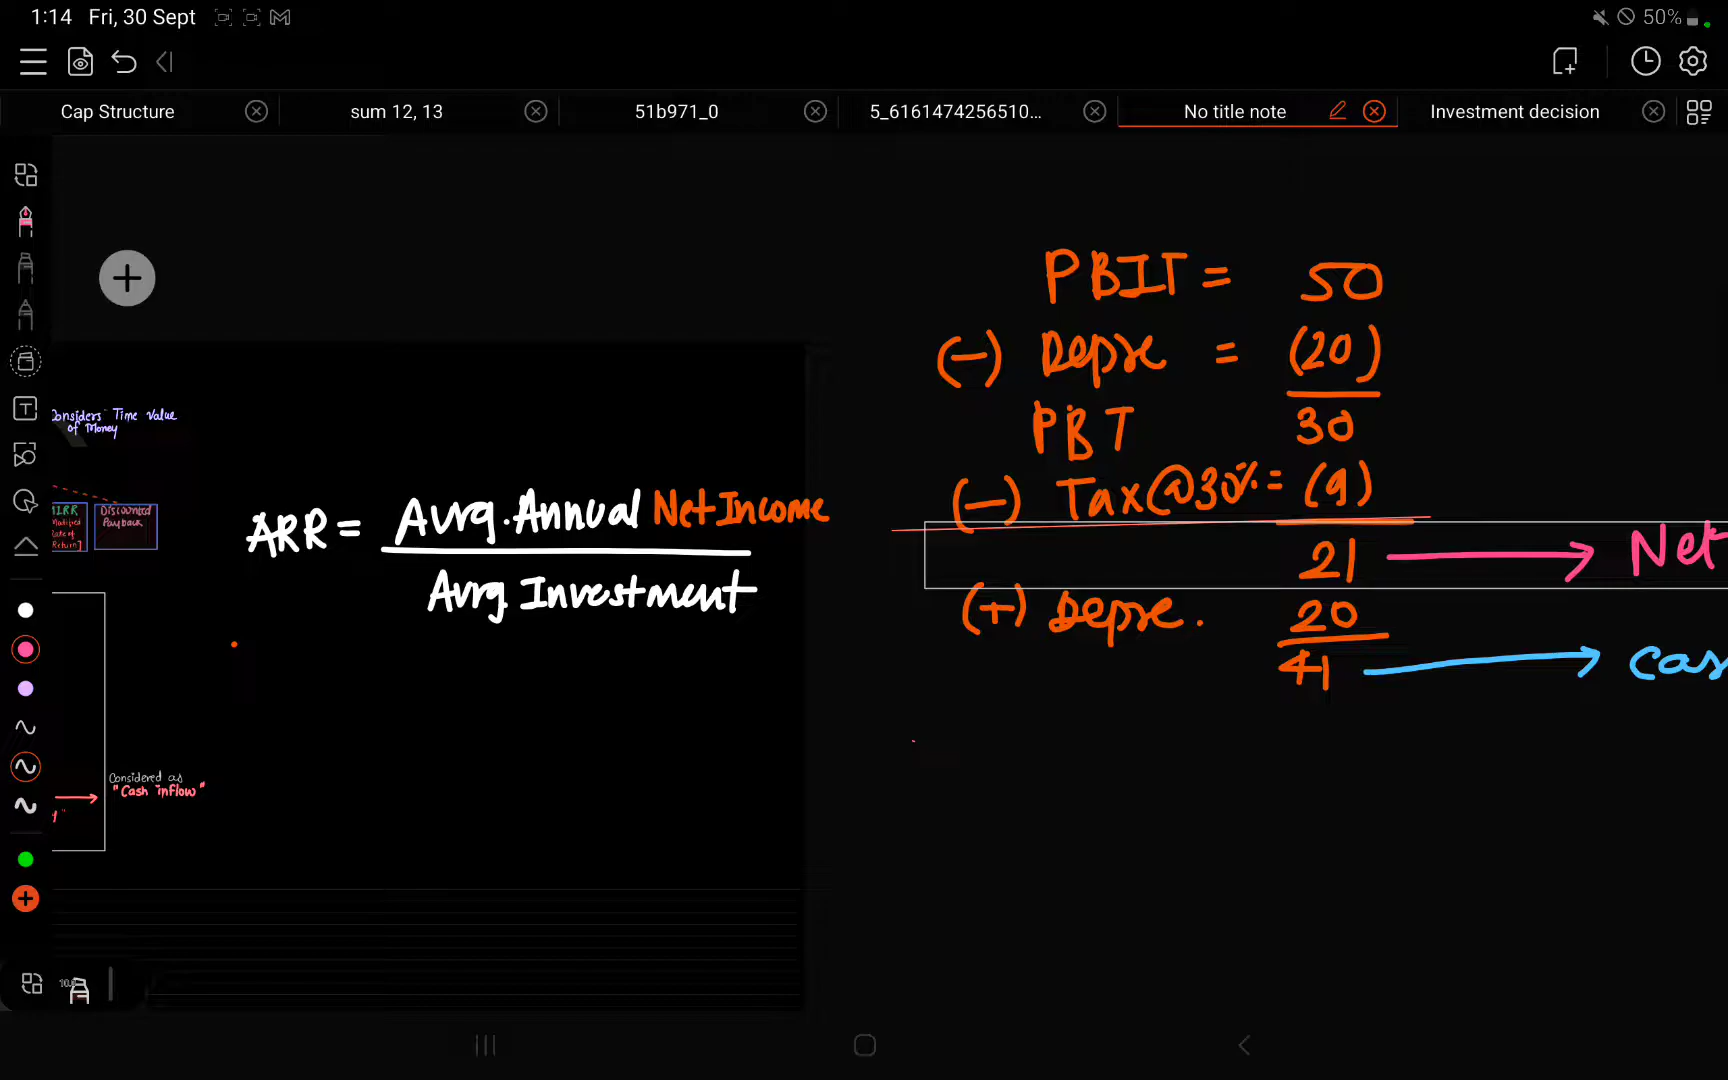 1:14 Fri, 30 Sept
50%
Cap Structure
sum 12, 13
51b971_0
5_6161474256510...
No title note
Investment decision
Considers Time Value
of Money
Discounted
Payback
ARR = Avrg. Annual Net Income
Avrg Investment
Considered as
"Cash inflow"
PBIT = 50
(-) Depre = (20)
PBT 30
(-) Tax@30% = (9)
21 Net
(+) Depre. 20
41 cas